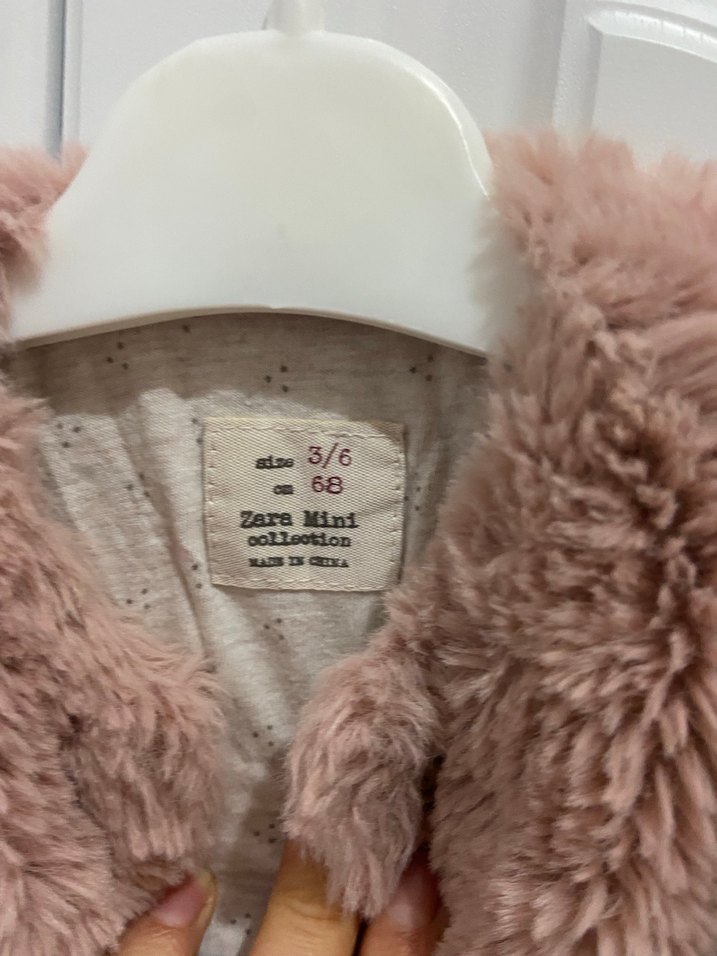 size 3/6
cm 68
Zara Mini
collection
MADE IN CHINA